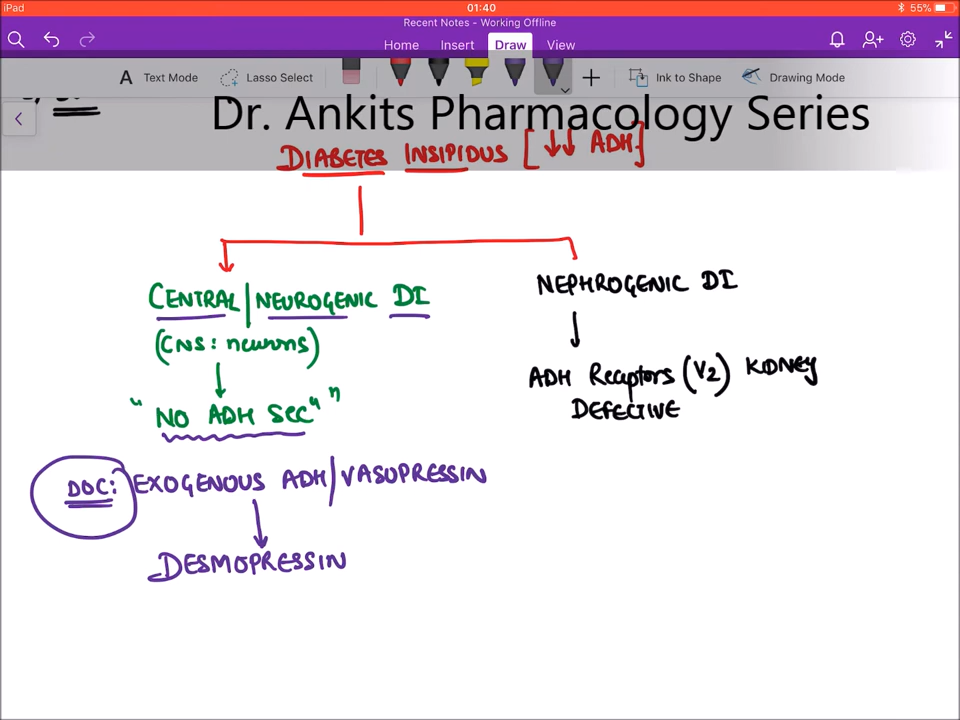 iPad 01:40 55%
Recent Notes - Working Offline
Home Insert Draw View
A Text Mode Lasso Select + Ink to Shape Drawing Mode
Dr. Ankits Pharmacology Series
DIABETES INSIPIDUS [↓↓ ADH]
CENTRAL|NEUROGENIC DI
NEPHROGENIC DI
(CNS: neurons)
ADH Receptors (V2) KIDNEY
DEFECTIVE
"NO ADH SECⁿ"
DOC: EXOGENOUS ADH/VASOPRESSIN
DESMOPRESSIN